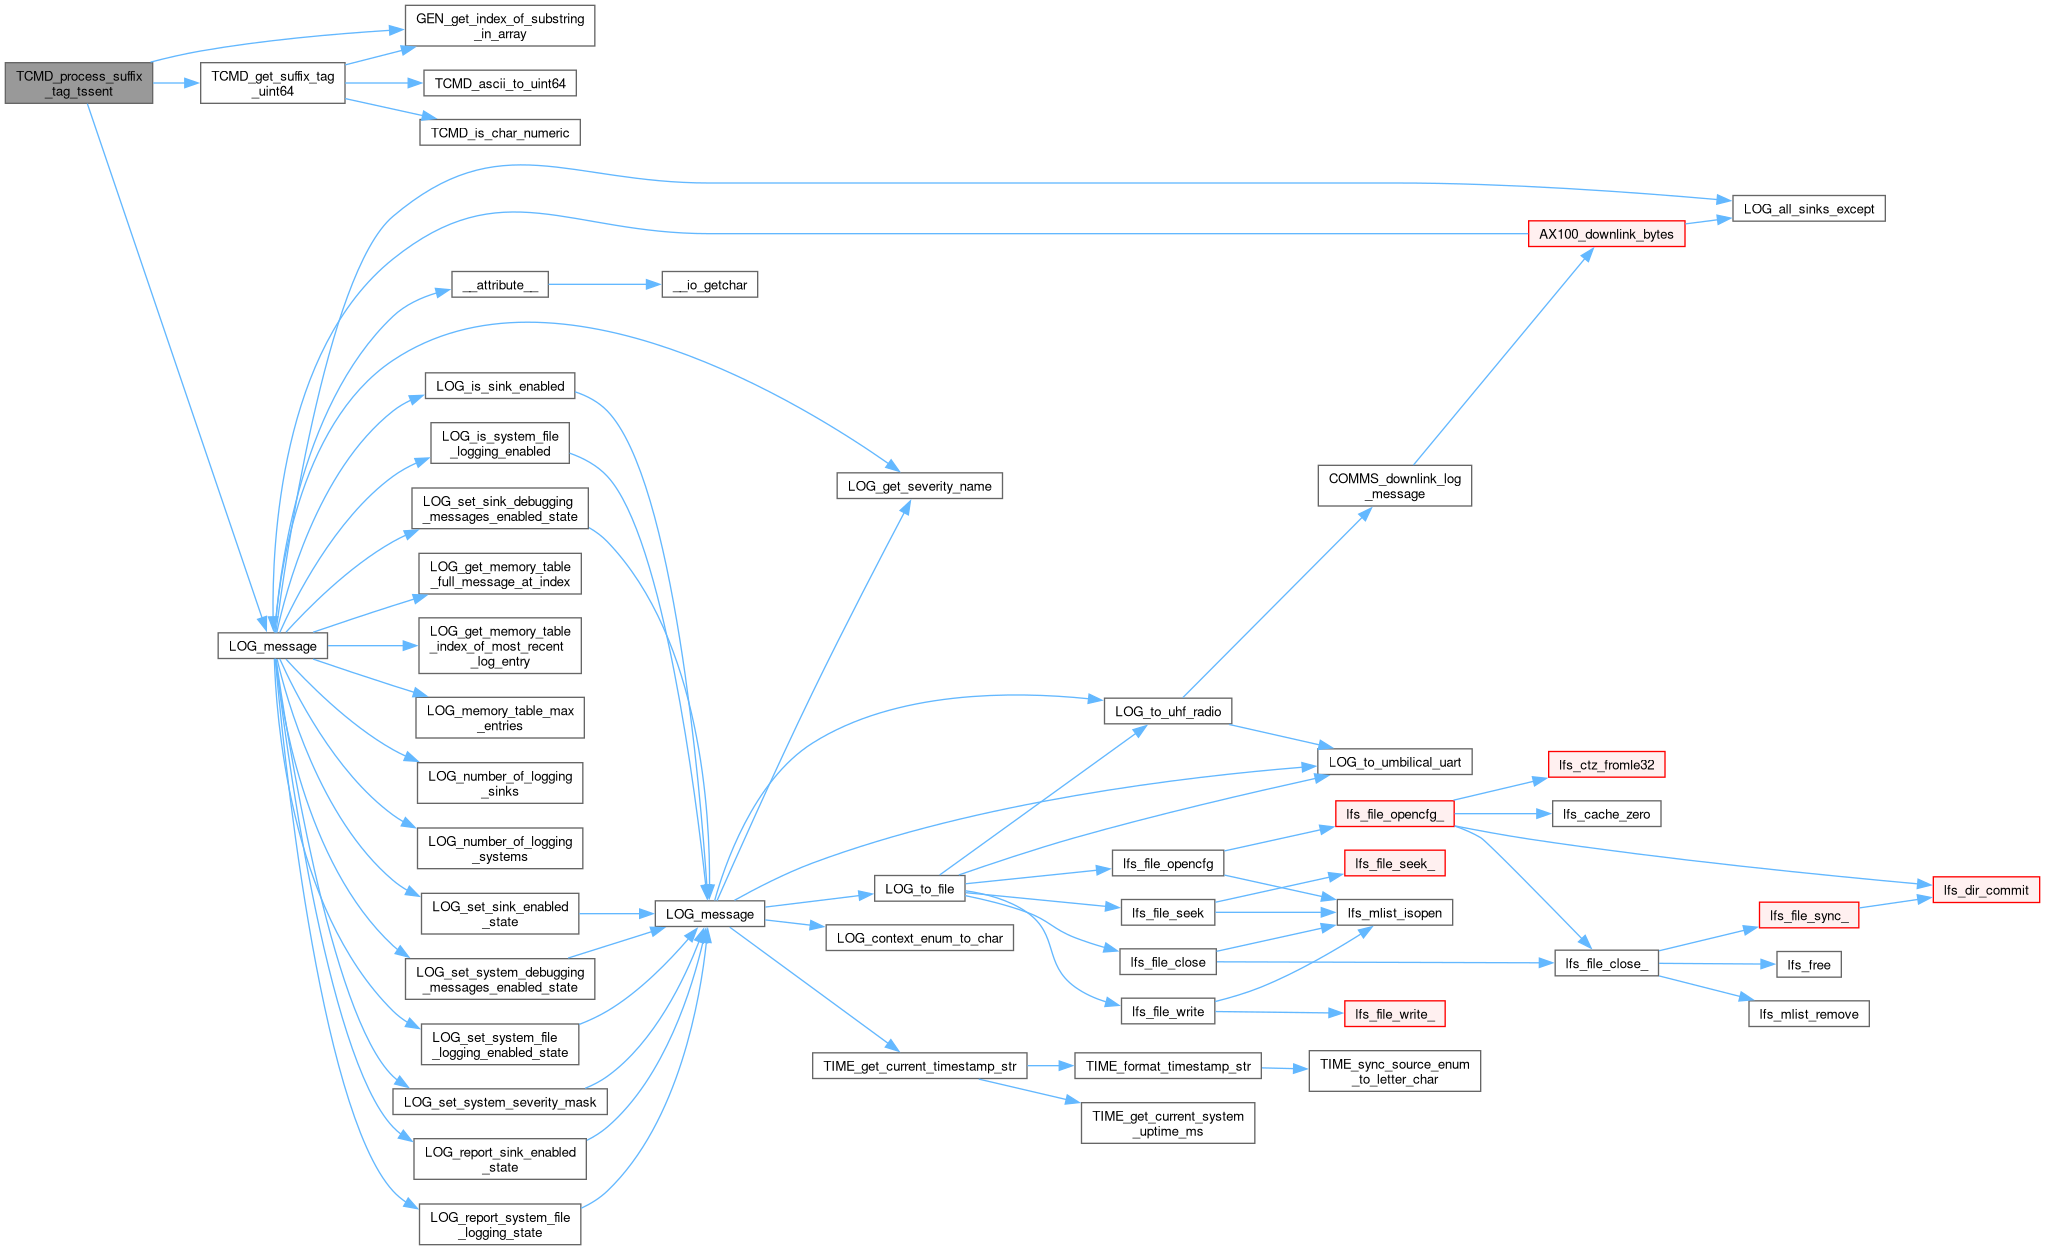 TCMD_process_suffix
_tag_tssent
GEN_get_index_of_substring
_in_array
TCMD_get_suffix_tag
_uint64
TCMD_ascii_to_uint64
TCMD_is_char_numeric
LOG_all_sinks_except
AX100_downlink_bytes
__attribute__
__io_getchar
LOG_is_sink_enabled
LOG_is_system_file
_logging_enabled
LOG_get_severity_name
COMMS_downlink_log
_message
LOG_set_sink_debugging
_messages_enabled_state
LOG_get_memory_table
_full_message_at_index
LOG_message
LOG_get_memory_table
_index_of_most_recent
_log_entry
LOG_memory_table_max
_entries
LOG_to_uhf_radio
LOG_to_umbilical_uart
LOG_number_of_logging
_sinks
lfs_ctz_fromle32
lfs_file_opencfg_
lfs_cache_zero
LOG_number_of_logging
_systems
lfs_file_opencfg
lfs_file_seek_
LOG_to_file
lfs_dir_commit
LOG_set_sink_enabled
_state
LOG_message
lfs_file_seek
lfs_mlist_isopen
lfs_file_sync_
LOG_context_enum_to_char
lfs_file_close
lfs_file_close_
lfs_free
LOG_set_system_debugging
_messages_enabled_state
lfs_file_write
lfs_file_write_
lfs_mlist_remove
LOG_set_system_file
_logging_enabled_state
TIME_get_current_timestamp_str
TIME_format_timestamp_str
TIME_sync_source_enum
_to_letter_char
LOG_set_system_severity_mask
TIME_get_current_system
_uptime_ms
LOG_report_sink_enabled
_state
LOG_report_system_file
_logging_state